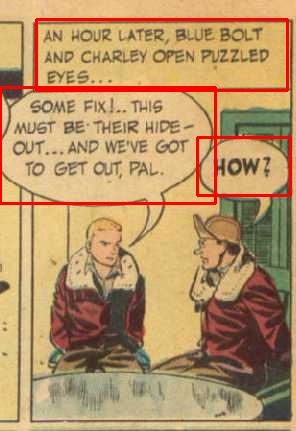 AN HOUR LATER, BLUE BOLT
AND CHARLEY OPEN PUZZLED
EYES...
SOME FIX!.. THIS
MUST BE THEIR HIDE-
OUT... AND WE'VE GOT
TO GET OUT, PAL.
HOW?